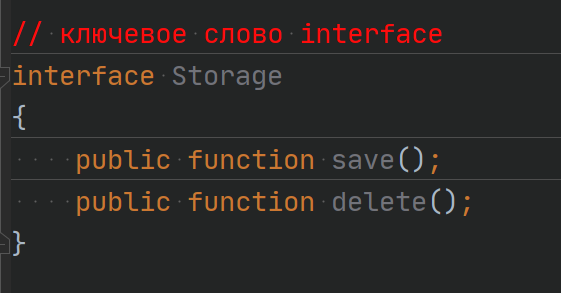 // ключевое слово interface
interface Storage
{
    public function save();
    public function delete();
}